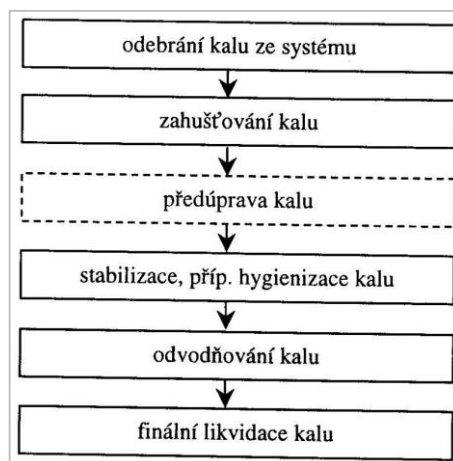 odebrání kalu ze systému
zahušťování kalu
předúprava kalu
stabilizace, příp. hygienizace kalu
odvodňování kalu
finální likvidace kalu